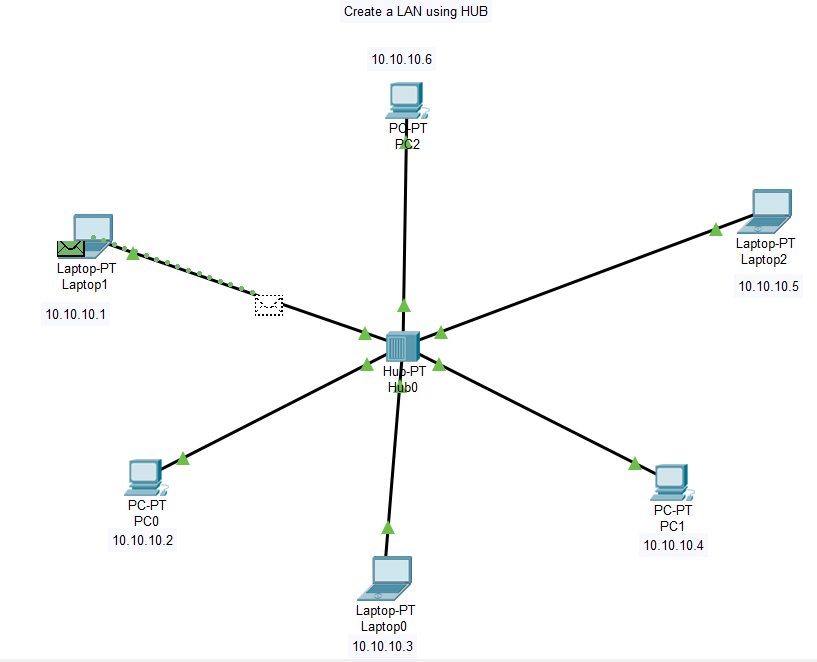 Create a LAN using HUB
10.10.10.6
PC-PT
PC2
Laptop-PT
Laptop1
10.10.10.1
Laptop-PT
Laptop2
10.10.10.5
Hub-PT
Hub0
PC-PT
PC0
10.10.10.2
PC-PT
PC1
10.10.10.4
Laptop-PT
Laptop0
10.10.10.3